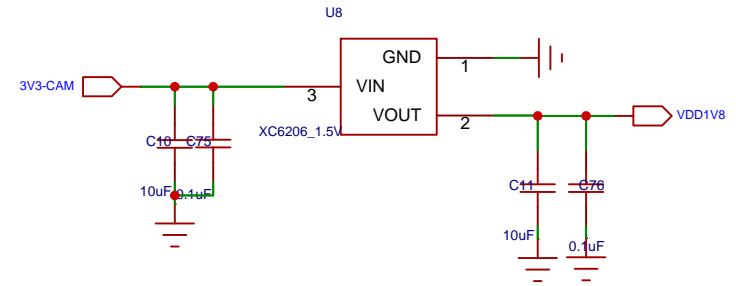 U8
GND
1
3V3-CAM
3
VIN
VOUT
2
VDD1V8
XC6206_1.5V
C10
C75
10uF
0.1uF
C11
C76
10uF
0.1uF